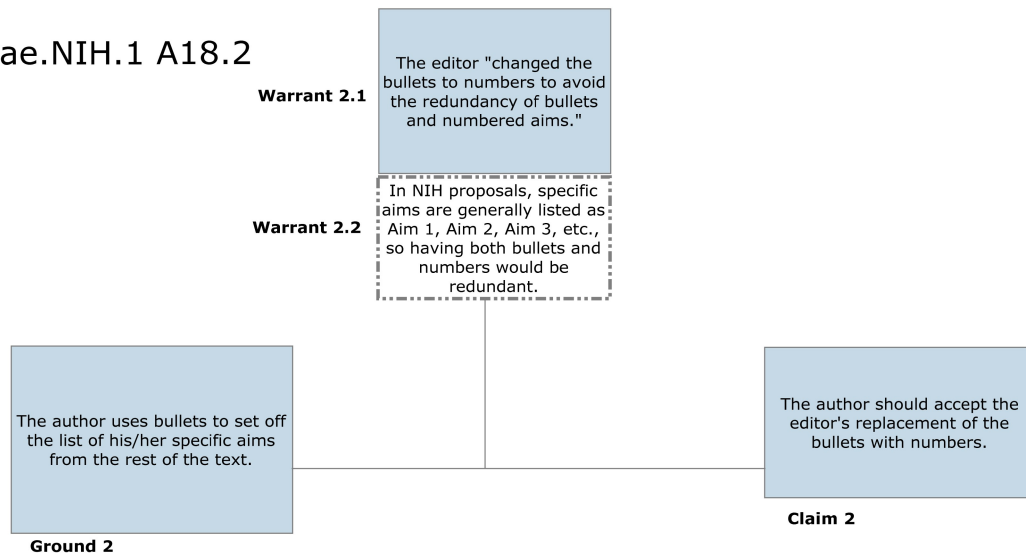 ae.NIH.1 A18.2
Warrant 2.1
The editor "changed the
bullets to numbers to avoid
the redundancy of bullets
and numbered aims."
Warrant 2.2
In NIH proposals, specific
aims are generally listed as
Aim 1, Aim 2, Aim 3, etc.,
so having both bullets and
numbers would be
redundant.
The author uses bullets to set off
the list of his/her specific aims
from the rest of the text.
Ground 2
The author should accept the
editor's replacement of the
bullets with numbers.
Claim 2